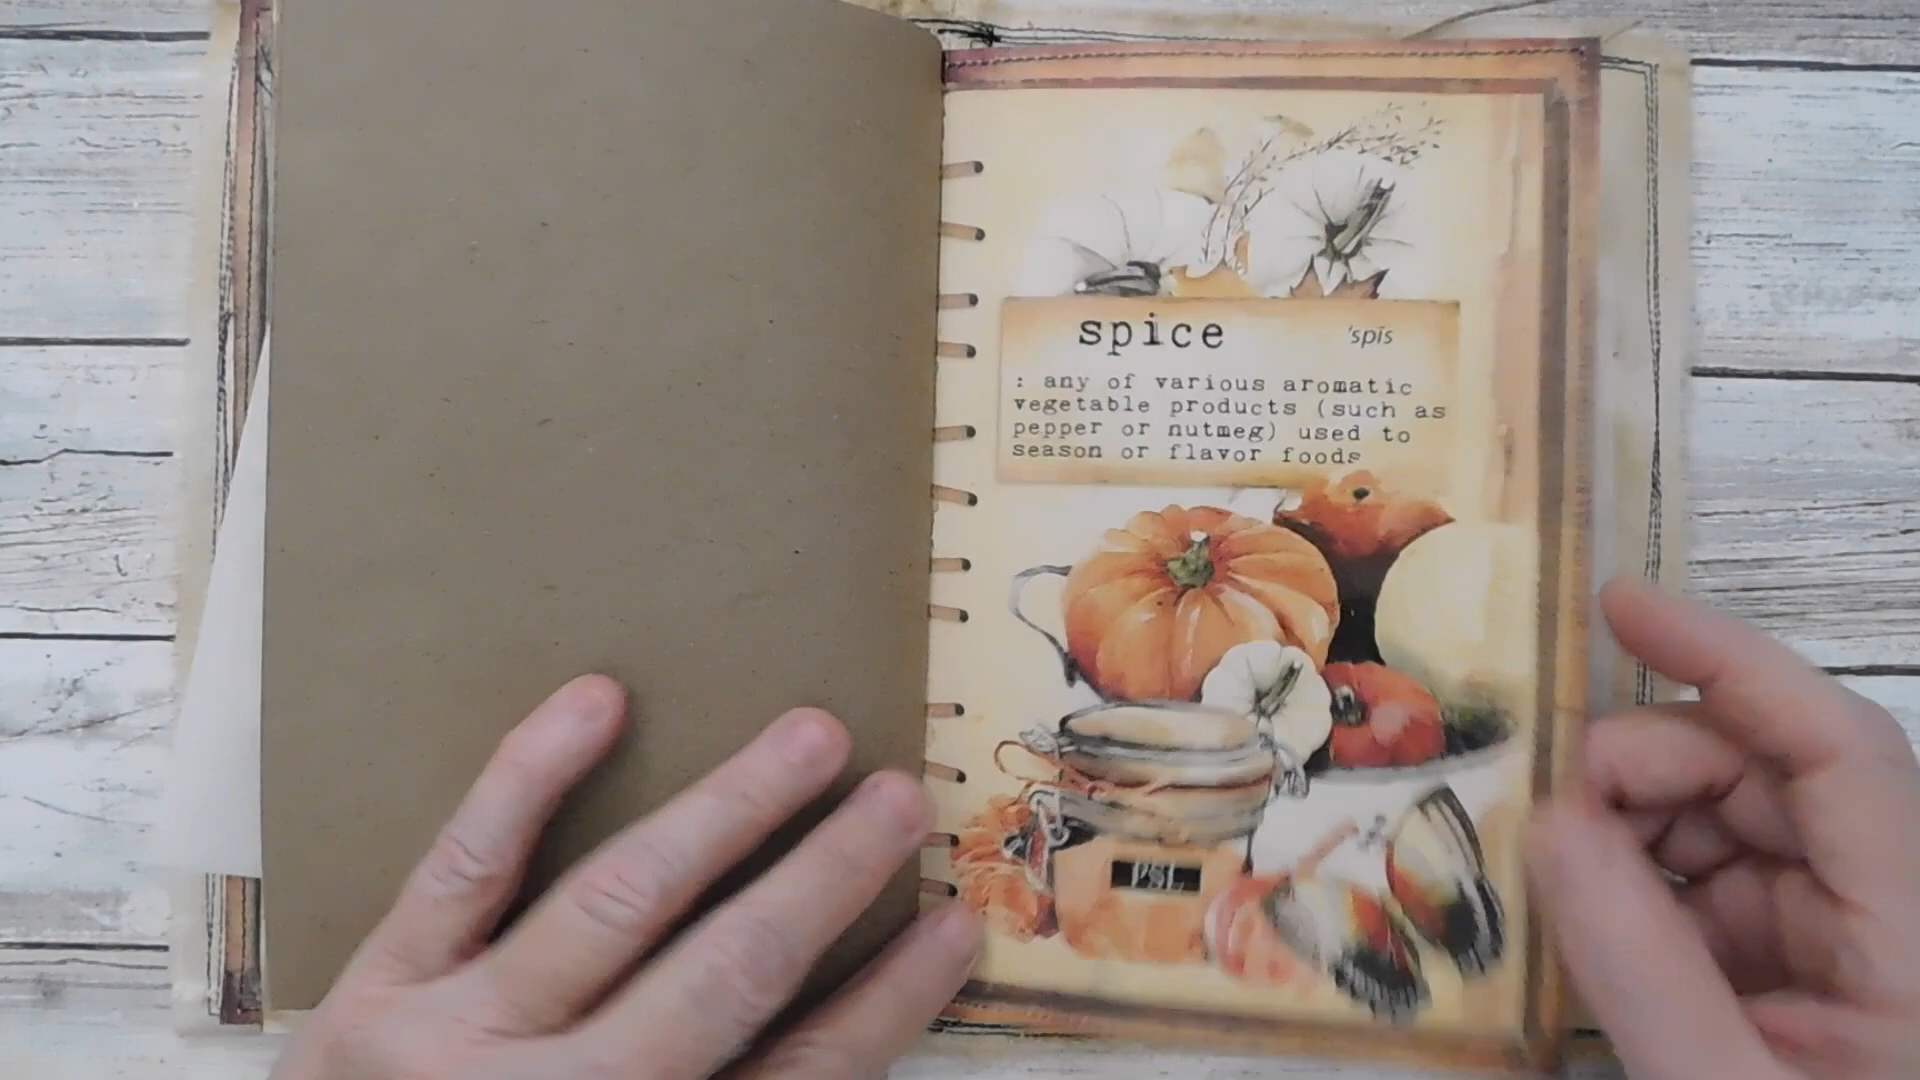 spice 'spīs
: any of various aromatic
vegetable products (such as
pepper or nutmeg) used to
season or flavor foods
PSL